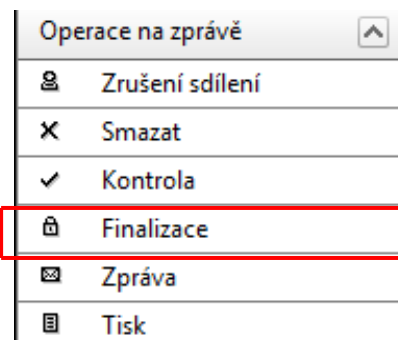 Operace na zprávě
Zrušení sdílení
Smazat
Kontrola
Finalizace
Zpráva
Tisk